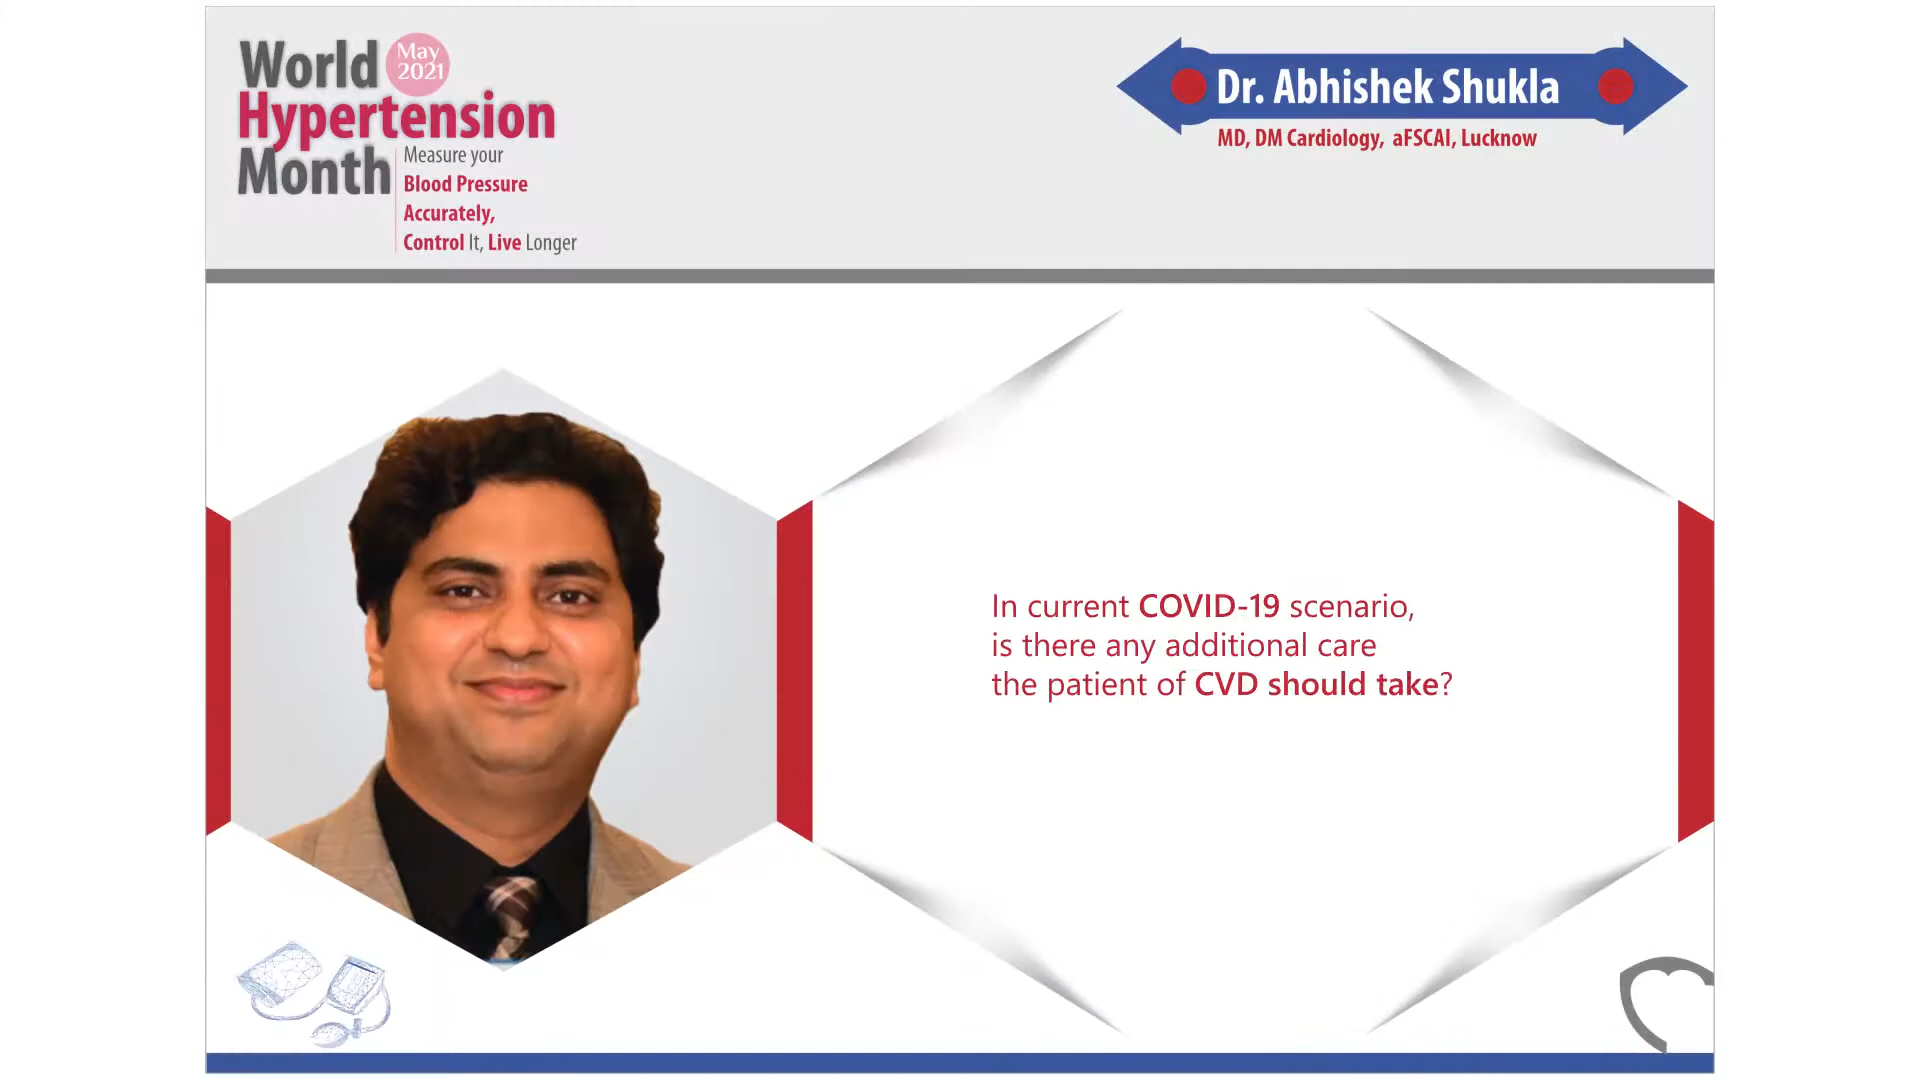 World
May
2021
Hypertension
Month
Measure your
Blood Pressure
Accurately,
Control It, Live Longer
Dr. Abhishek Shukla
MD, DM Cardiology, aFSCAI, Lucknow
In current COVID-19 scenario,
is there any additional care
the patient of CVD should take?